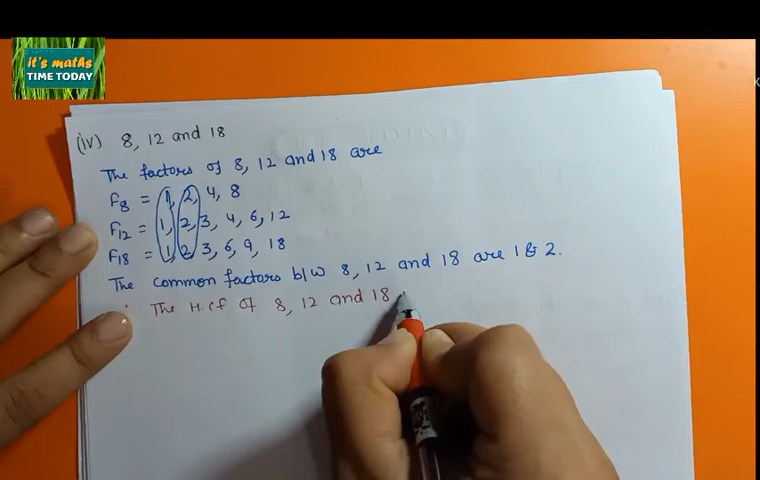 it's maths
TIME TODAY
(iv) 8, 12 and 18
The factors of 8, 12 and 18 are
F8 = 1, 2, 4, 8
F12 = 1, 2, 3, 4, 6, 12
F18 = 1, 2, 3, 6, 9, 18
The common factors b/w 8, 12 and 18 are 1 & 2.
The H.C.f of 8, 12 and 18